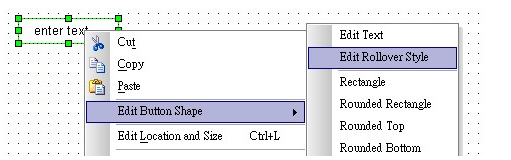 enter text
Cut
Copy
Paste
Edit Button Shape
Edit Location and Size Ctrl+L
Edit Text
Edit Rollover Style
Rectangle
Rounded Rectangle
Rounded Top
Rounded Bottom